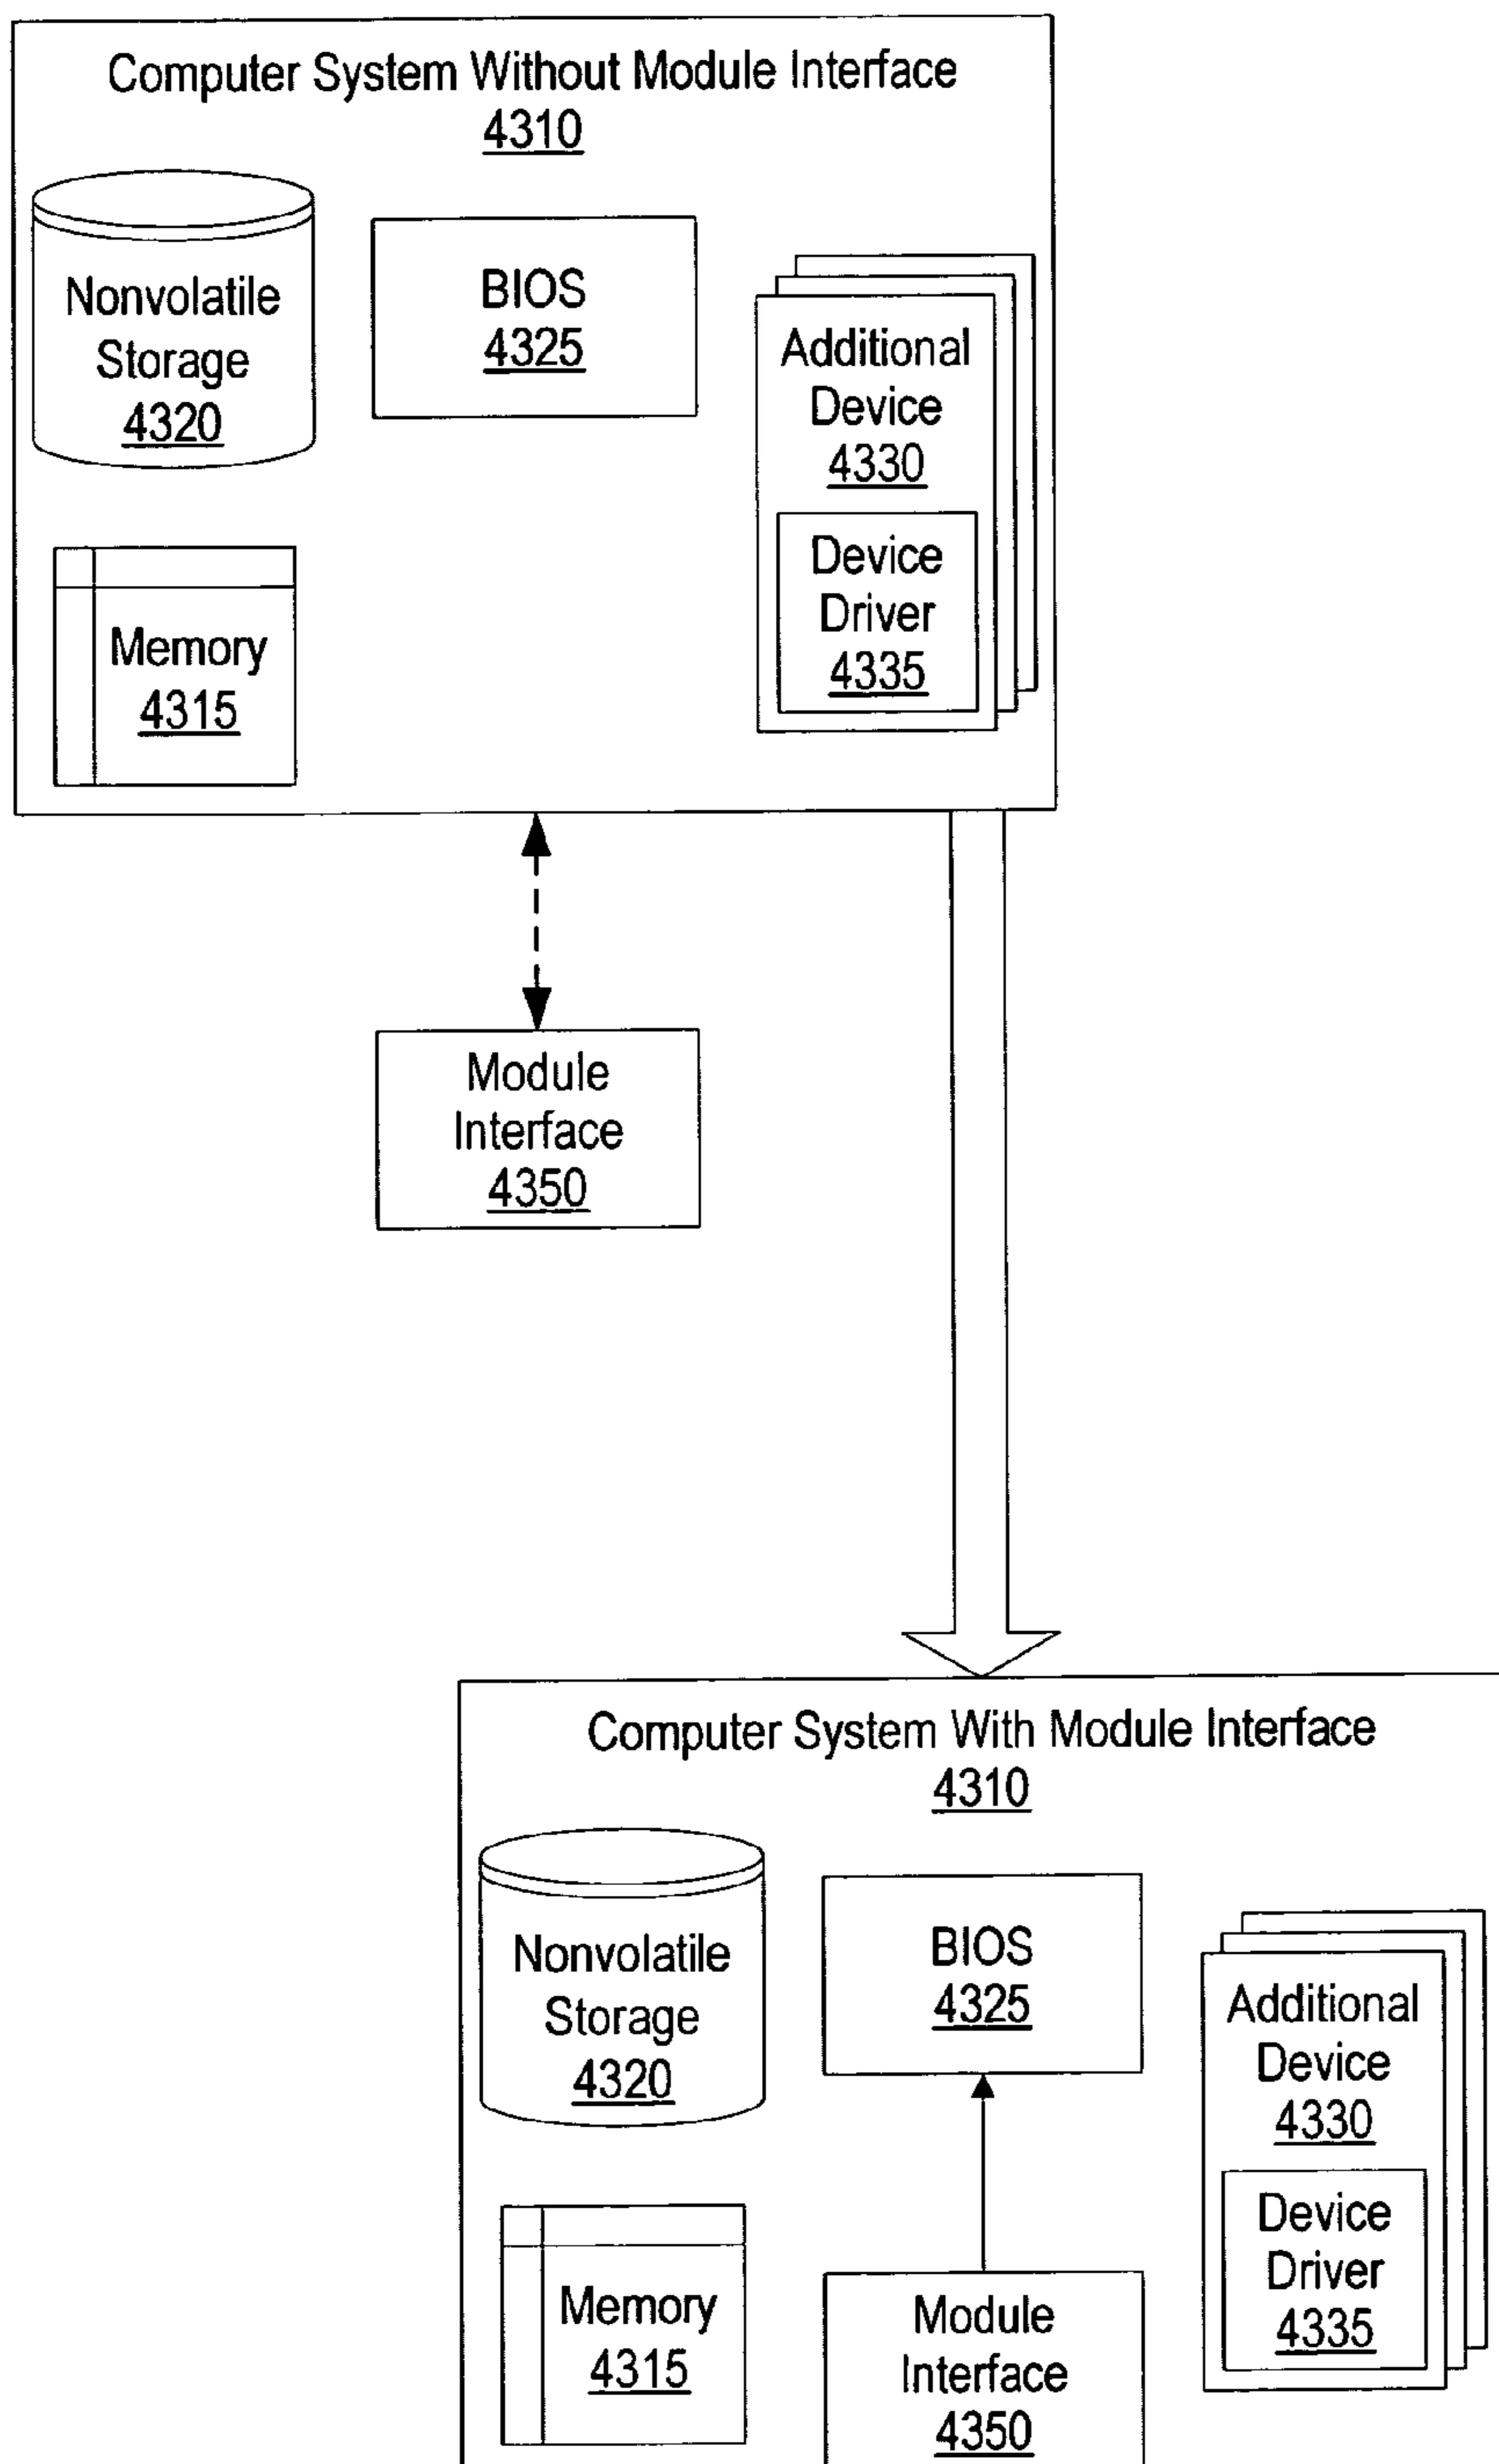 Computer System Without Module Interface
4310
Nonvolatile
Storage
4320
BIOS
4325
Additional
Device
4330
Device
Driver
4335
Memory
4315
Module
Interface
4350
Computer System With Module Interface
4310
Nonvolatile
Storage
4320
BIOS
4325
Additional
Device
4330
Device
Driver
4335
Memory
4315
Module
Interface
4350